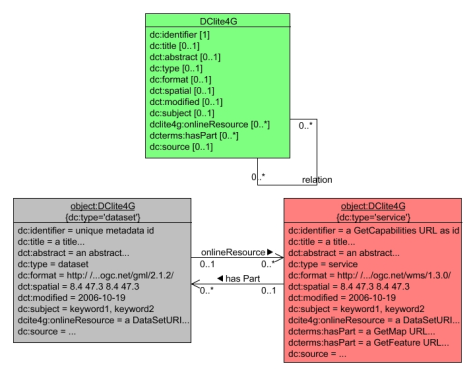 DClite4G
dc:identifier [1]
dc:title [0..1]
dct:abstract [0..1]
dc:type [0..1]
dc:format [0..1]
dct:spatial [0..1]
dct:modified [0..1]
dc:subject [0..1]
dclite4g:onlineResource [0..*]
dcterms:hasPart [0..*]
dc:source [0..1]
0..*
0..*
relation
object:DClite4G
{dc:type='dataset'}
dc:identifier = unique metadata id
dc:title = a title...
dct:abstract = an abstract...
dc:type = dataset
dc:format = http:/ /...ogc.net/gml/2.1.2/
dct:spatial = 8.4 47.3 8.4 47.3
dct:modified = 2006-10-19
dc:subject = keyword1, keyword2
dcite4g:onlineResource = a DataSetURI...
dc:source = ...
onlineResource►
0..1 0..*
◄has Part
0..* 0..1
object:DClite4G
{dc:type='service'}
dc:identifier = a GetCapabilities URL as id
dc:title = a title...
dct:abstract = an abstract...
dc:type = service
dc:format = http:/ /...ogc.net/wms/1.3.0/
dct:spatial = 8.4 47.3 8.4 47.3
dct:modified = 2006-10-19
dc:subject = keyword1, keyword2
dcite4g:onlineResource = a DataSetURI...
dcterms:hasPart = a GetMap URL...
dcterms:hasPart = a GetFeature URL...
dc:source = ...